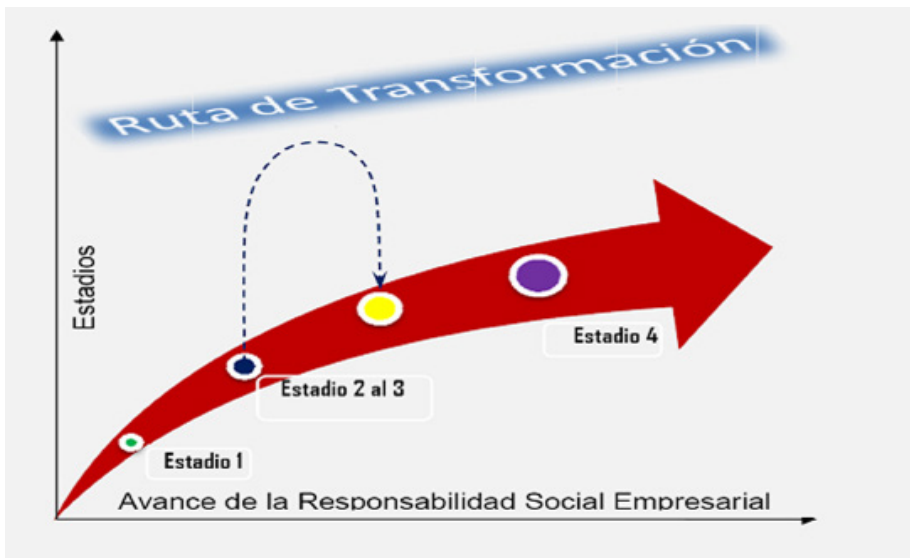 Ruta de Transformación
Estadios
Estadio 4
Estadio 2 al 3
Estadio 1
Avance de la Responsabilidad Social Empresarial